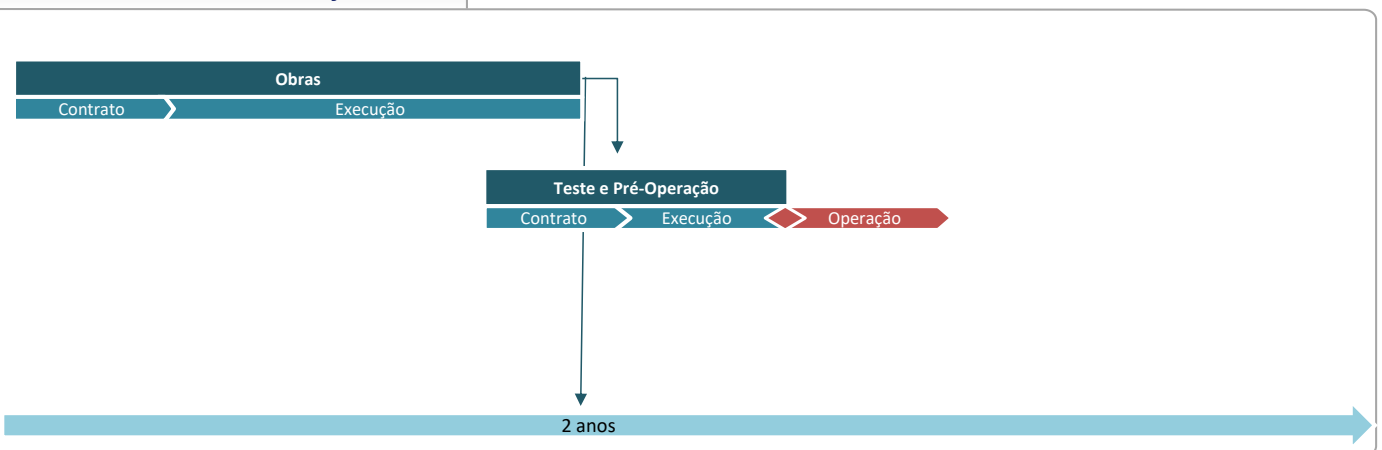 Obras
Contrato
Execução
Teste e Pré-Operação
Contrato
Execução
Operação
2 anos